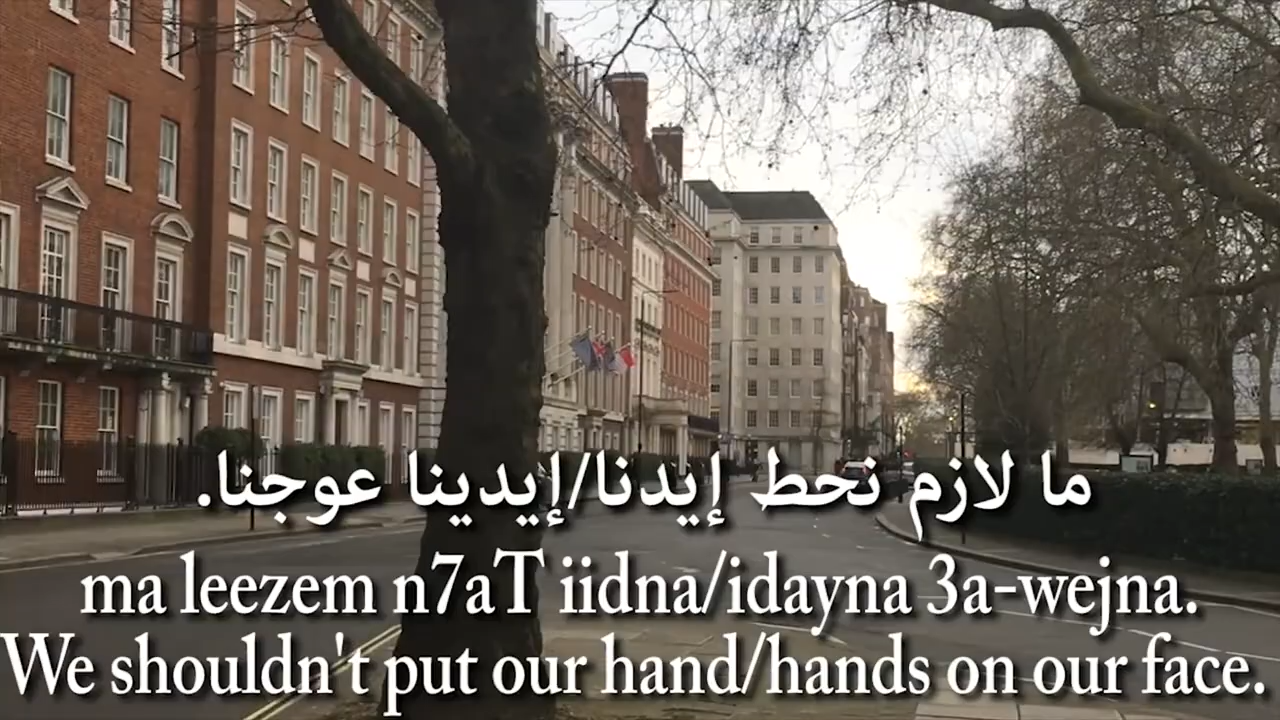 ما لازم نحط إيدنا/إيدينا عوجنا.
ma leezem n7aT iidna/idayna 3a-wejna.
We shouldn't put our hand/hands on our face.